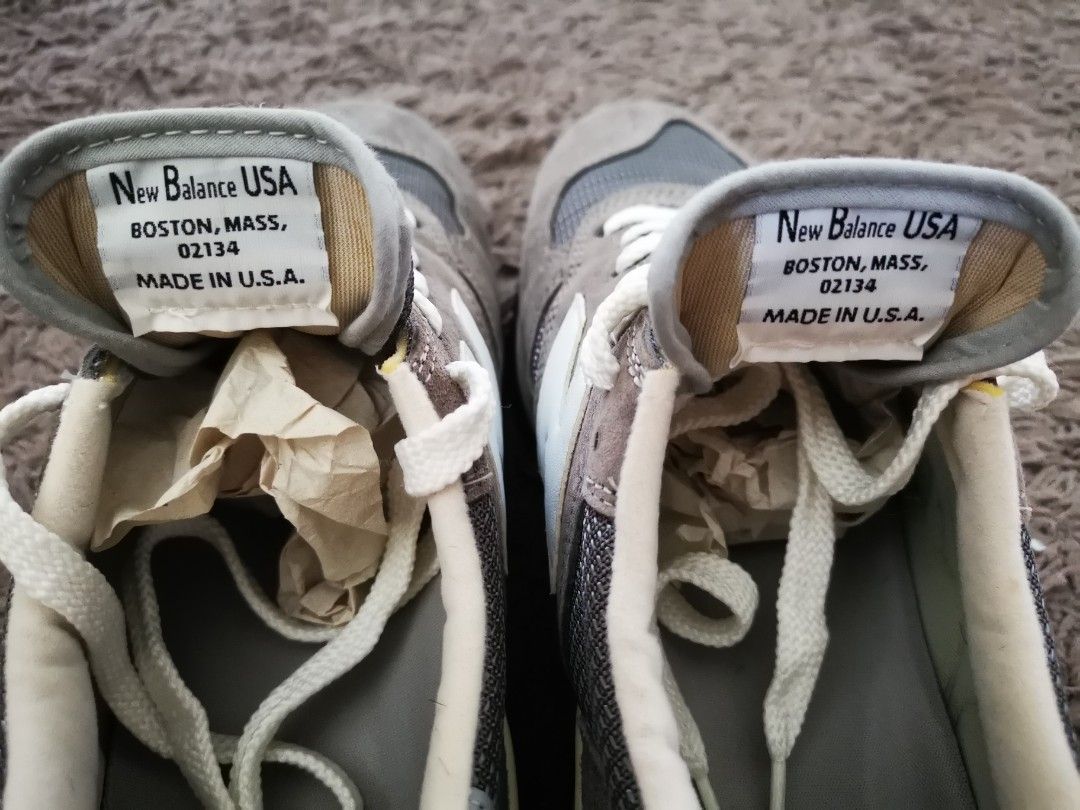 New Balance USA
BOSTON, MASS,
02134
MADE IN U.S.A.
New Balance USA
BOSTON, MASS,
02134
MADE IN U.S.A.